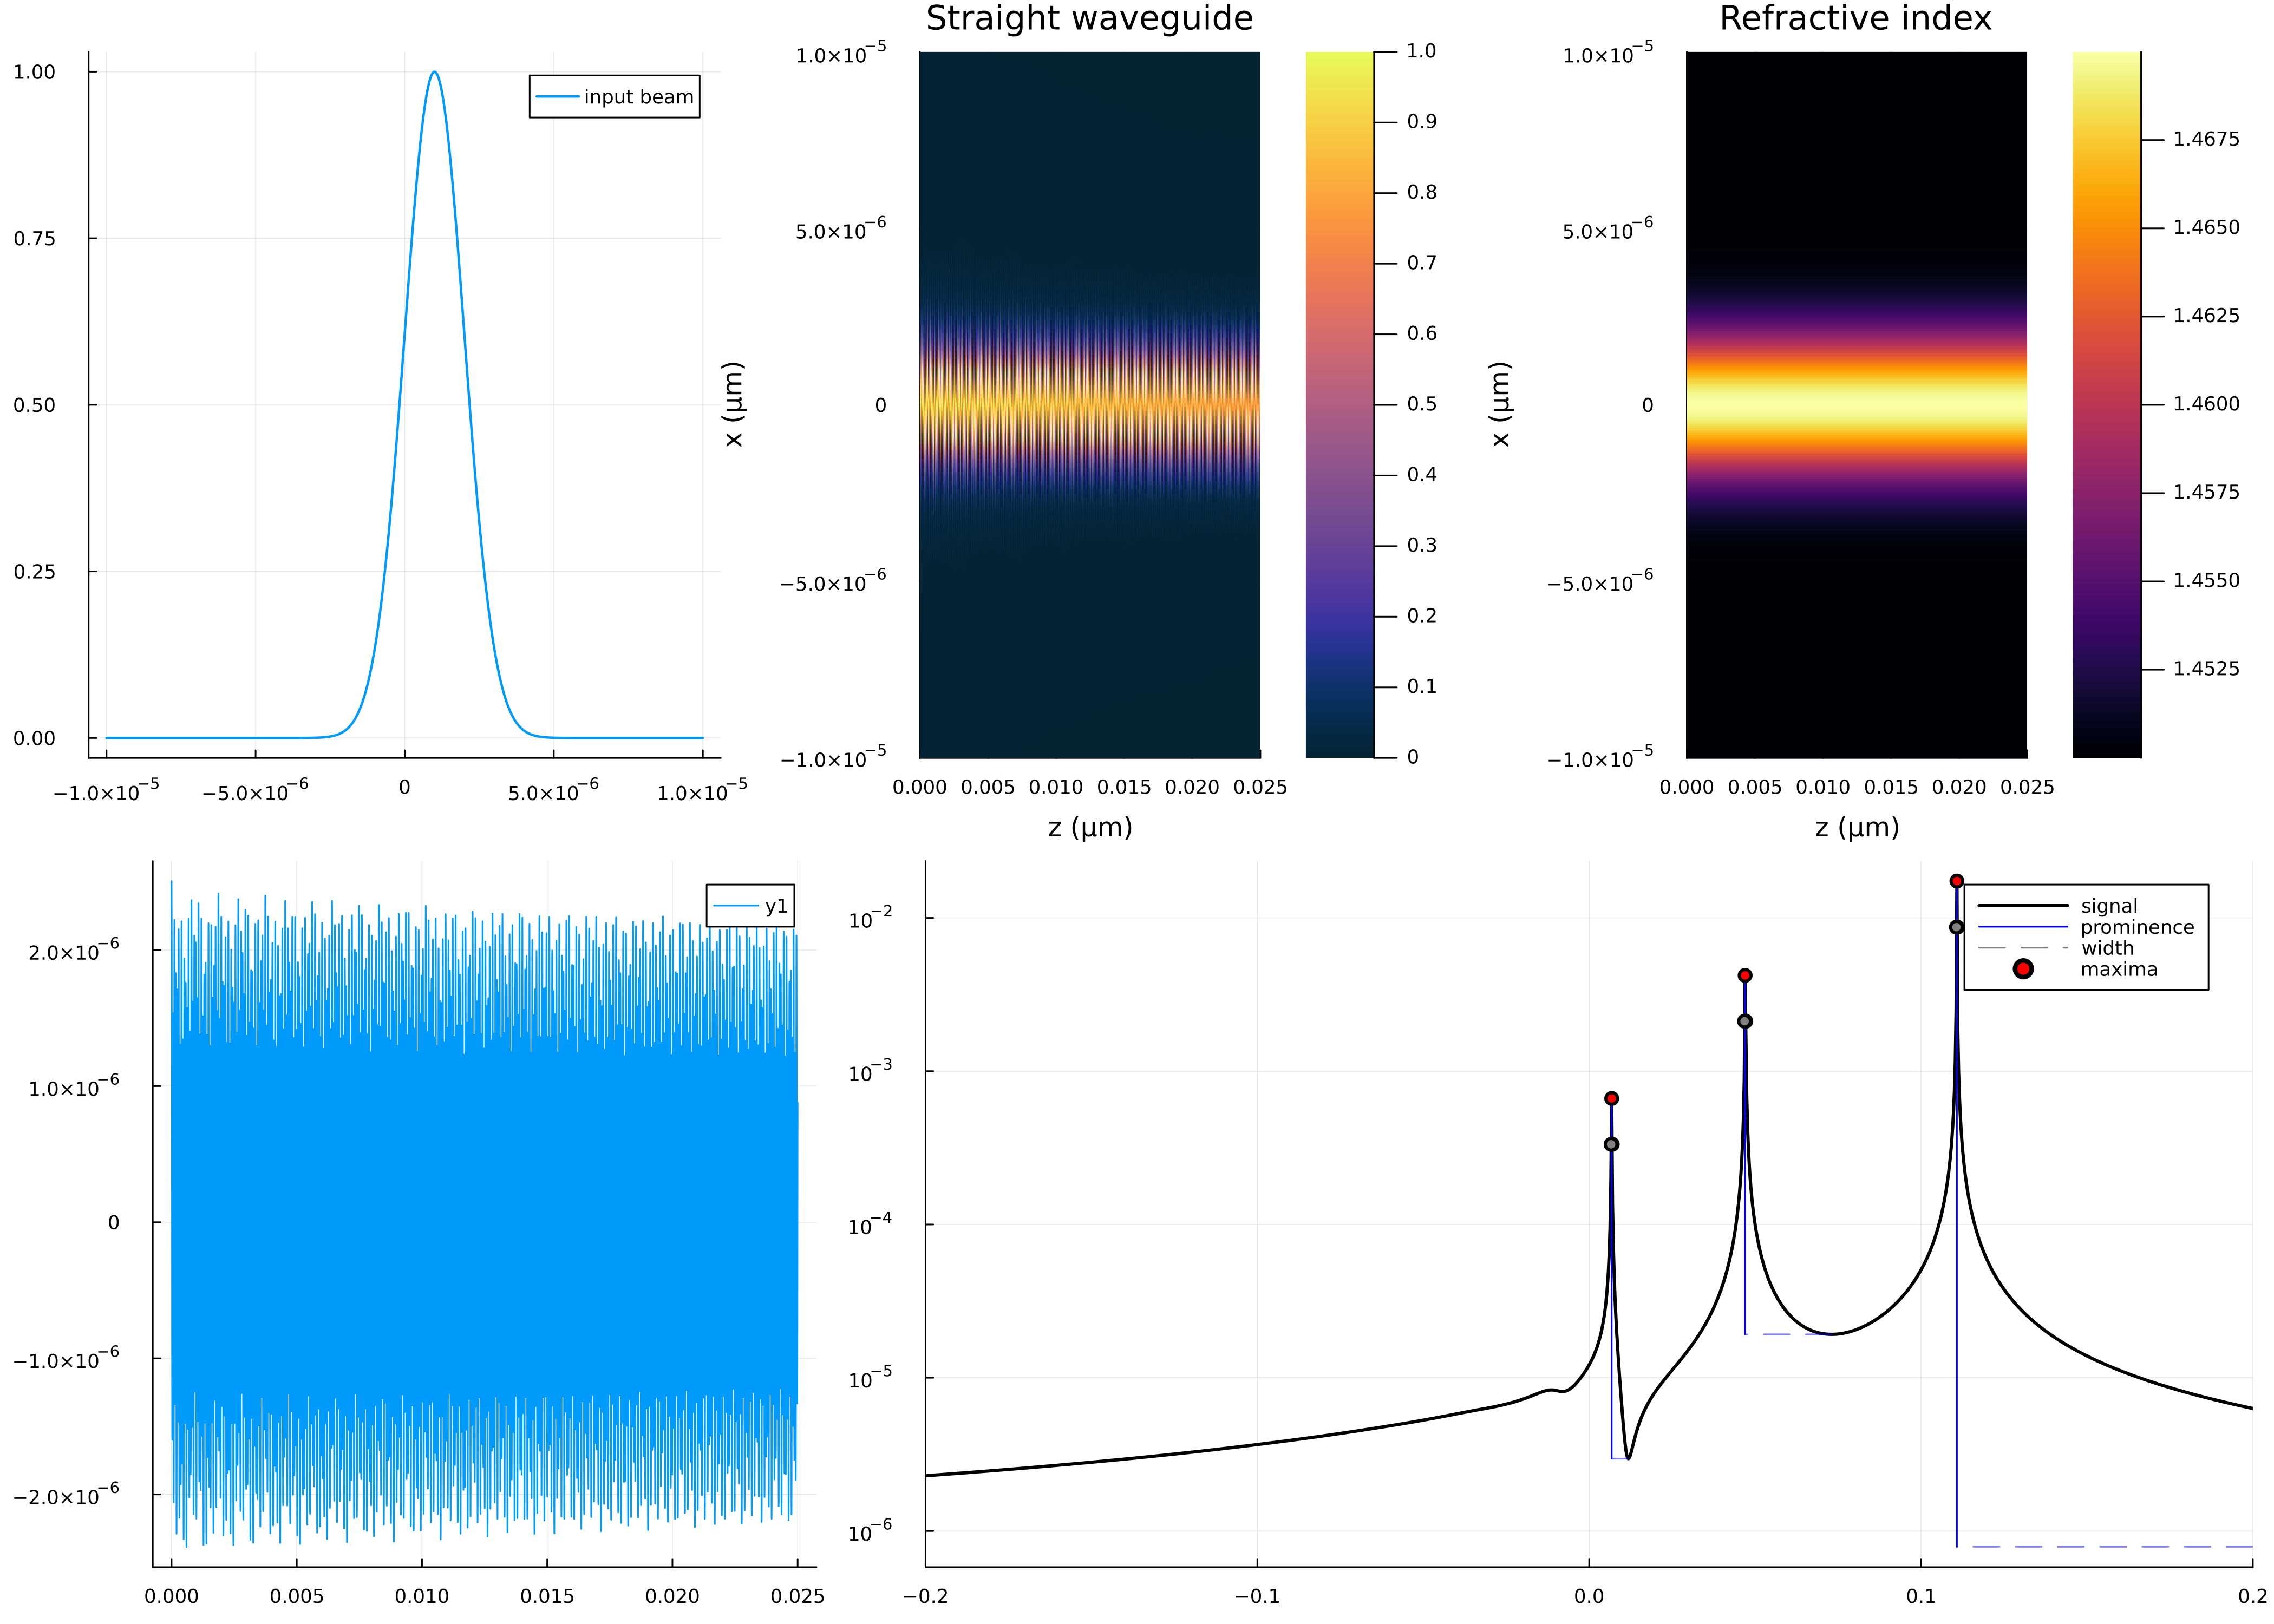 1.00
0.75
0.50
0.25
0.00
−1.0×10⁻⁵ −5.0×10⁻⁶ 0 5.0×10⁻⁶ 1.0×10⁻⁵
input beam
Straight waveguide
x (μm)
1.0×10⁻⁵
5.0×10⁻⁶
0
−5.0×10⁻⁶
−1.0×10⁻⁵
0.000 0.005 0.010 0.015 0.020 0.025
z (μm)
1.0
0.9
0.8
0.7
0.6
0.5
0.4
0.3
0.2
0.1
0
Refractive index
x (μm)
1.0×10⁻⁵
5.0×10⁻⁶
0
−5.0×10⁻⁶
−1.0×10⁻⁵
0.000 0.005 0.010 0.015 0.020 0.025
z (μm)
1.4675
1.4650
1.4625
1.4600
1.4575
1.4550
1.4525
2.0×10⁻⁶
1.0×10⁻⁶
0
−1.0×10⁻⁶
−2.0×10⁻⁶
0.000 0.005 0.010 0.015 0.020 0.025
y1
10⁻²
10⁻³
10⁻⁴
10⁻⁵
10⁻⁶
−0.2 −0.1 0.0 0.1 0.2
signal
prominence
width
maxima